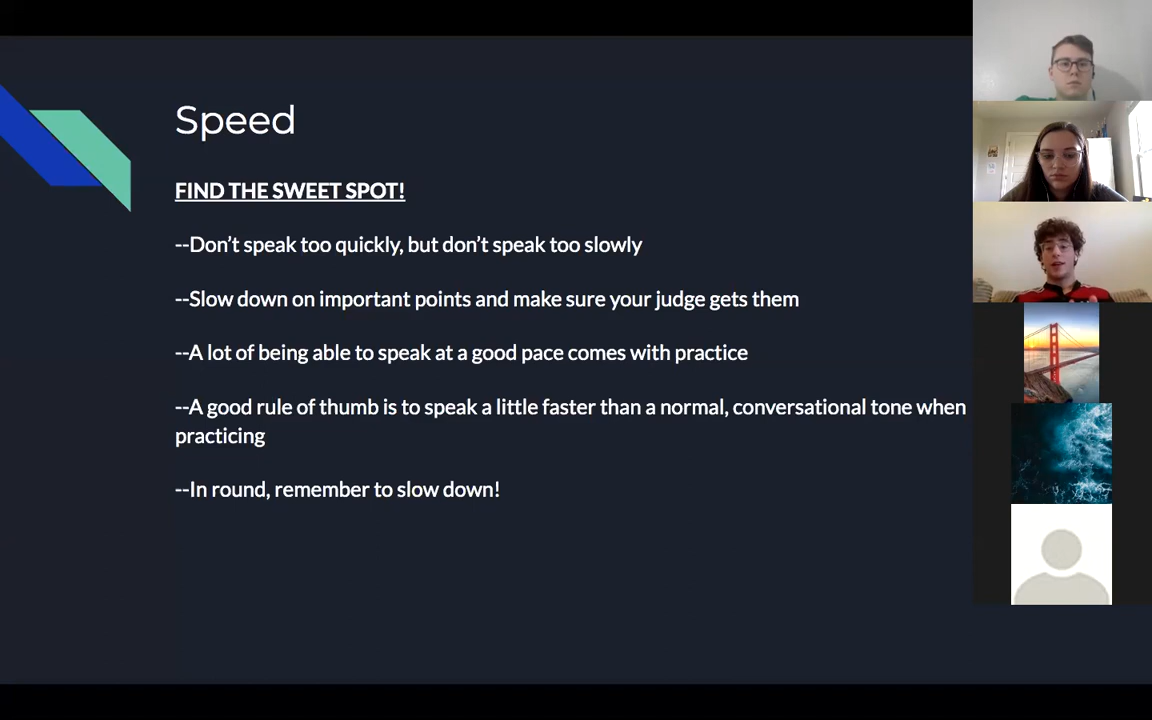 Speed
FIND THE SWEET SPOT!
--Don’t speak too quickly, but don’t speak too slowly
--Slow down on important points and make sure your judge gets them
--A lot of being able to speak at a good pace comes with practice
--A good rule of thumb is to speak a little faster than a normal, conversational tone when
practicing
--In round, remember to slow down!